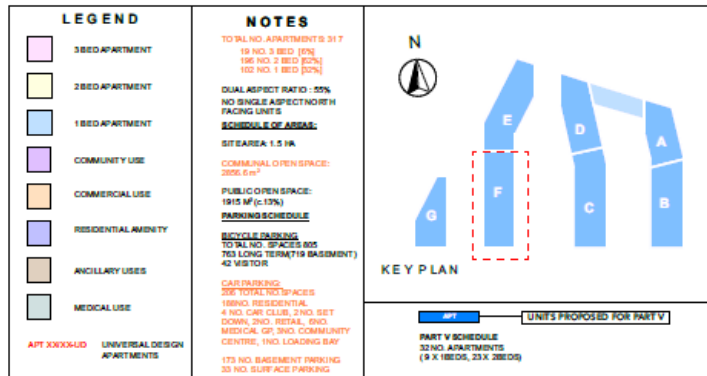 LEGEND
3 BED APARTMENT
2 BED APARTMENT
1 BED APARTMENT
COMMUNITY USE
COMMERCIAL USE
RESIDENTIAL AMENITY
ANCILLARY USES
MEDICAL USE
APT XX/XX-UD UNIVERSAL DESIGN
APARTMENTS
NOTES
TOTAL NO. APARTMENTS 317
19 NO. 3 BED [6%]
196 NO. 2 BED [62%]
102 NO. 1 BED [32%]
DUAL ASPECT RATIO : 55%
NO SINGLE ASPECT NORTH
FACING UNITS
SCHEDULE OF AREAS:
SITE AREA: 1.5 HA
COMMUNAL OPEN SPACE:
2656.6 m²
PUBLIC OPEN SPACE:
1915 M² (c.13%)
PARKING SCHEDULE
BICYCLE PARKING:
TOTAL NO. SPACES 805
763 LONG TERM(719 BASEMENT)
42 VISITOR
CAR PARKING:
206 TOTAL NO. SPACES
188NO. RESIDENTIAL
4 NO. CAR CLUB, 2NO. SET
DOWN, 2NO. RETAIL, 6NO.
MEDICAL GP, 3NO. COMMUNITY
CENTRE, 1NO. LOADING BAY
173 NO. BASEMENT PARKING
33 NO. SURFACE PARKING
N
E
D
A
F
G
C
B
KEY PLAN
APT
UNITS PROPOSED FOR PART V
PART V SCHEDULE
32 NO. APARTMENTS
( 9 X 1BEDS, 23 X 2BEDS)